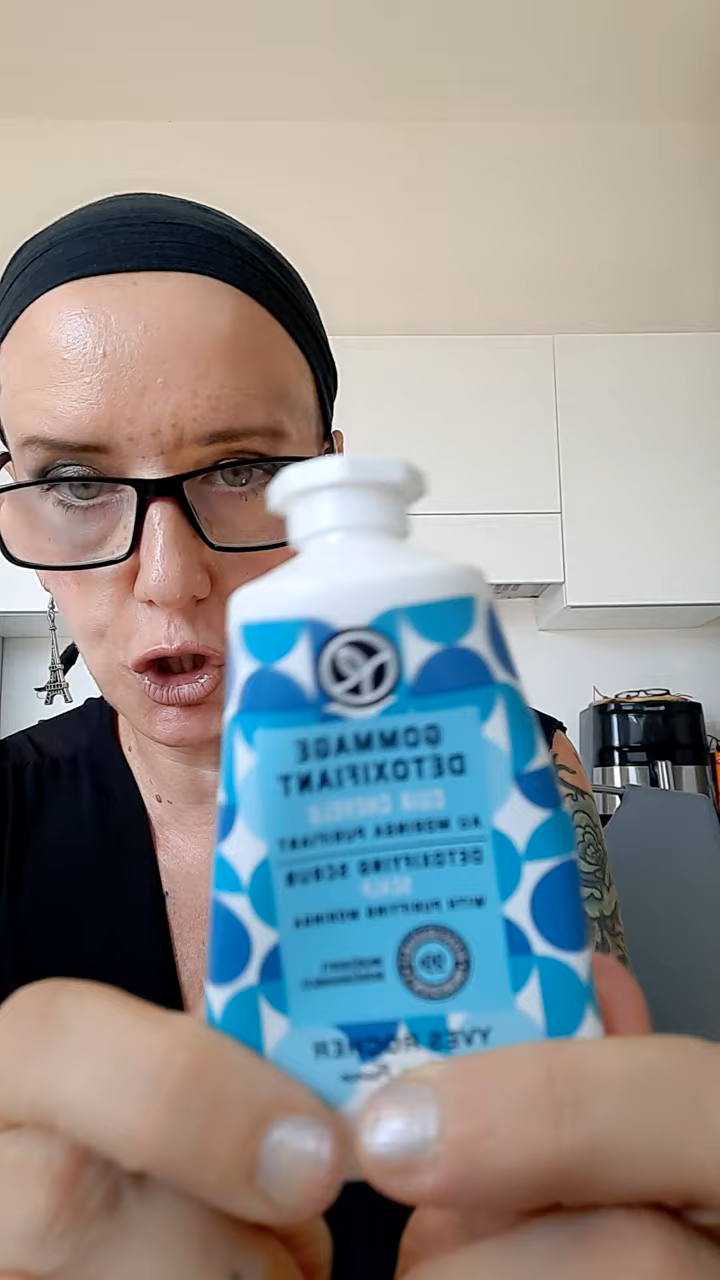 GOMMAGE
DETOXIFIANT
CUIR CHEVELU
AU MORINGA PURIFIANT
DETOXIFYING SCRUB
SCALP
WITH PURIFYING MORINGA
YVES ROCHER